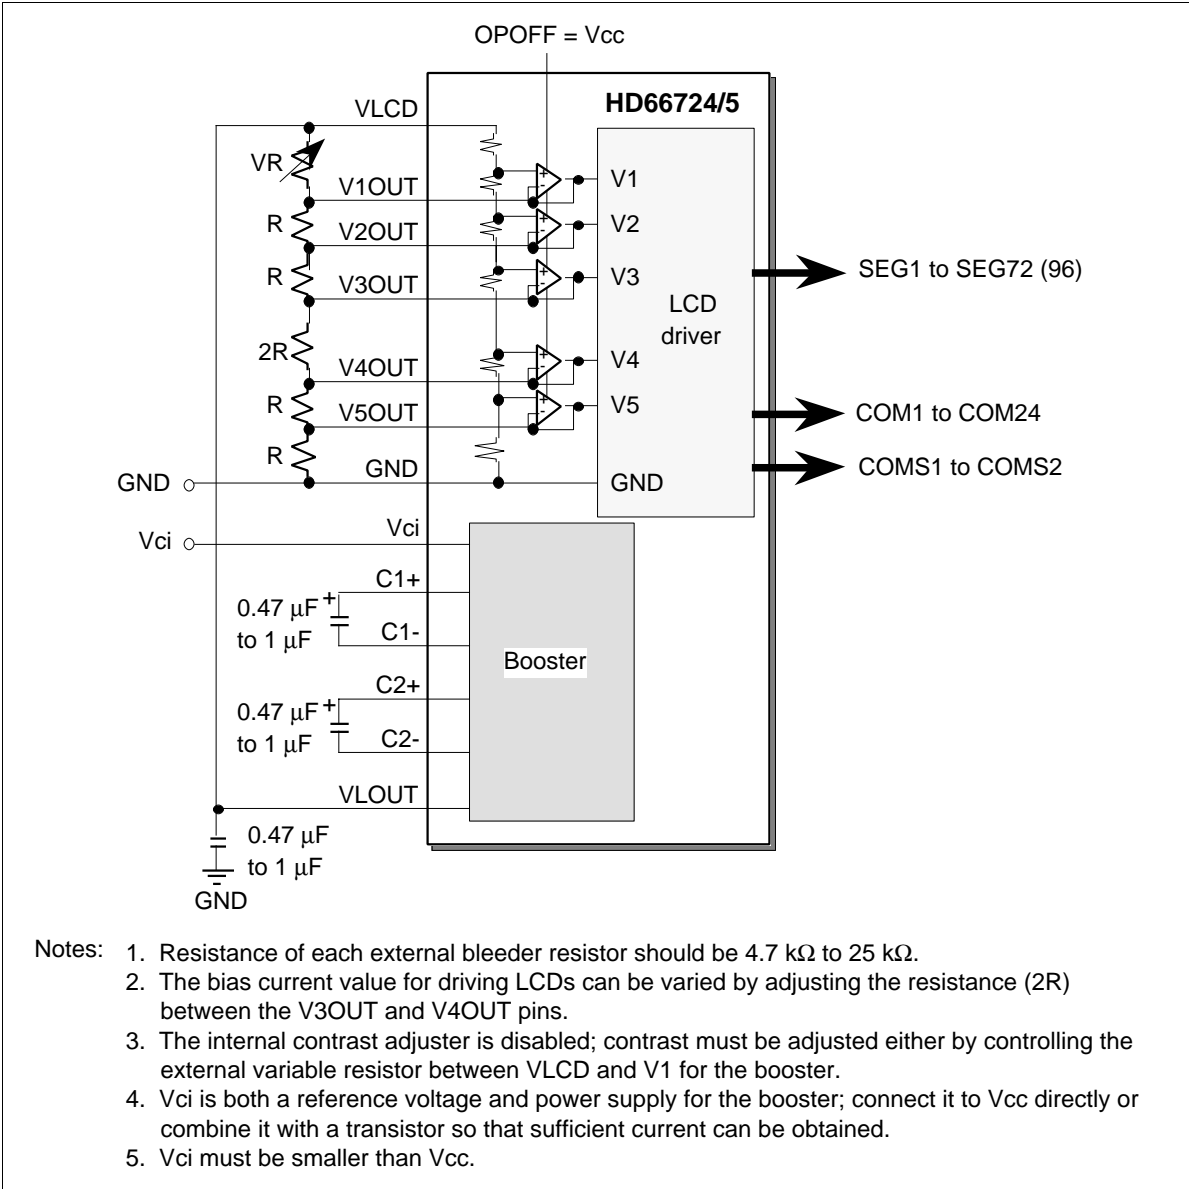 OPOFF = Vcc
HD66724/5
VLCD
VR
V1OUT
V1
R
V2OUT
V2
R
V3OUT
V3
SEG1 to SEG72 (96)
LCD
driver
2R
V4OUT
V4
R
V5OUT
V5
COM1 to COM24
R
GND
GND
GND
COMS1 to COMS2
Vci
Vci
C1+
0.47 µF +
to 1 µF
C1-
Booster
C2+
0.47 µF +
to 1 µF
C2-
VLOUT
0.47 µF
to 1 µF
GND
+
-
+
-
+
-
+
-
+
-
Notes: 1. Resistance of each external bleeder resistor should be 4.7 kΩ to 25 kΩ.
2. The bias current value for driving LCDs can be varied by adjusting the resistance (2R)
between the V3OUT and V4OUT pins.
3. The internal contrast adjuster is disabled; contrast must be adjusted either by controlling the
external variable resistor between VLCD and V1 for the booster.
4. Vci is both a reference voltage and power supply for the booster; connect it to Vcc directly or
combine it with a transistor so that sufficient current can be obtained.
5. Vci must be smaller than Vcc.